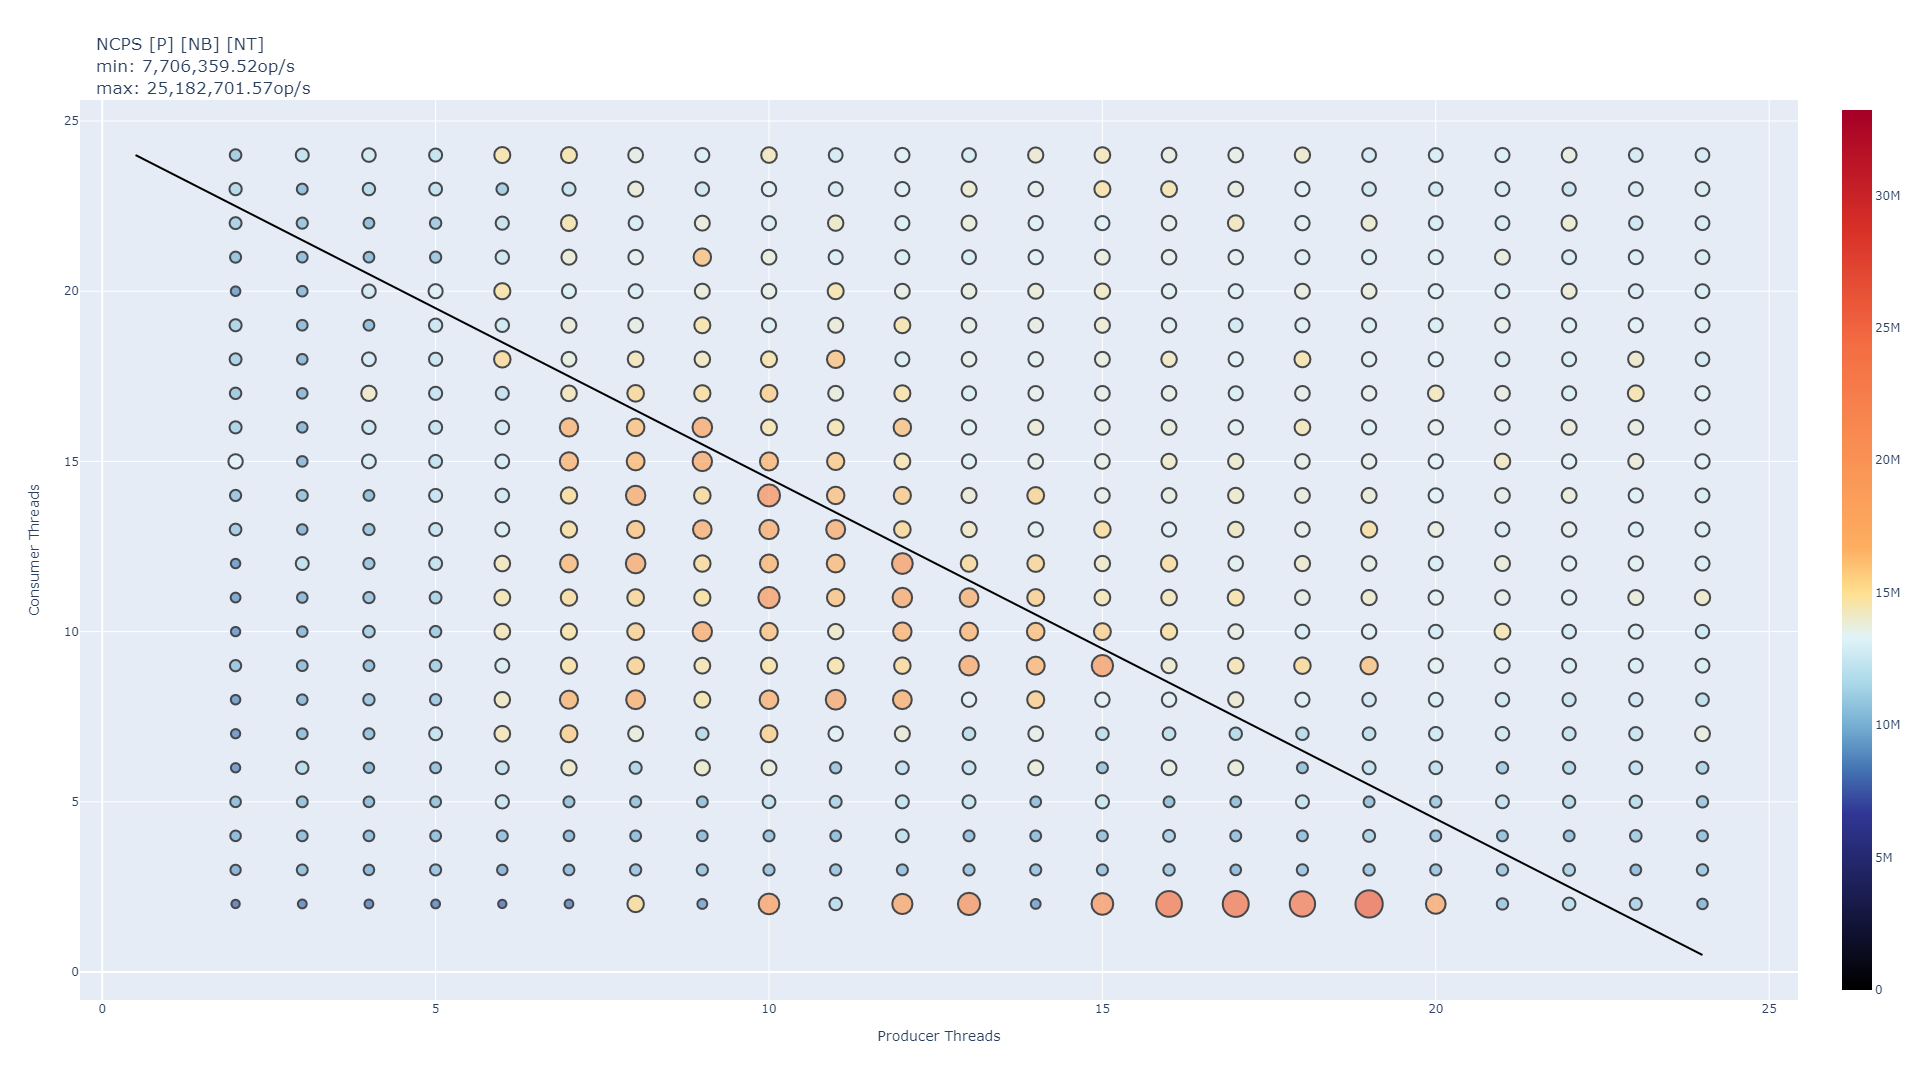 NCPS [P] [NB] [NT]
min: 7,706,359.52op/s
max: 25,182,701.57op/s
25
20
15
10
5
0
Consumer Threads
0
5
10
15
20
25
Producer Threads
30M
25M
20M
15M
10M
5M
0